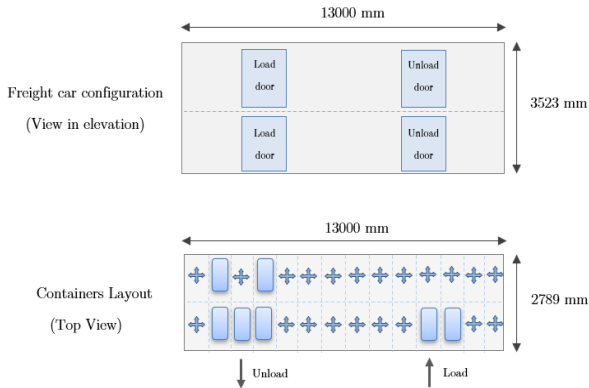 13000 mm
Load
door
Unload
door
Freight car configuration
(View in elevation)
3523 mm
Load
door
Unload
door
13000 mm
Containers Layout
(Top View)
2789 mm
Unload
Load